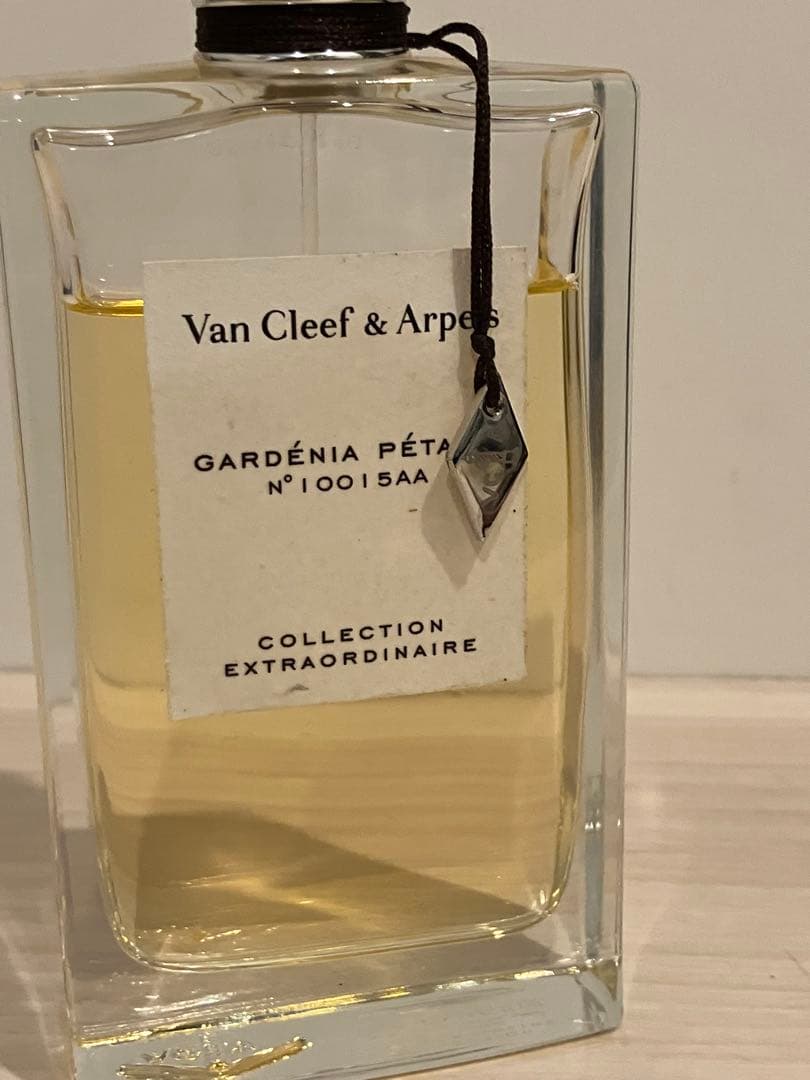 Van Cleef & Arpels
GARDÉNIA PÉTA
N° 10015AA
COLLECTION
EXTRAORDINAIRE